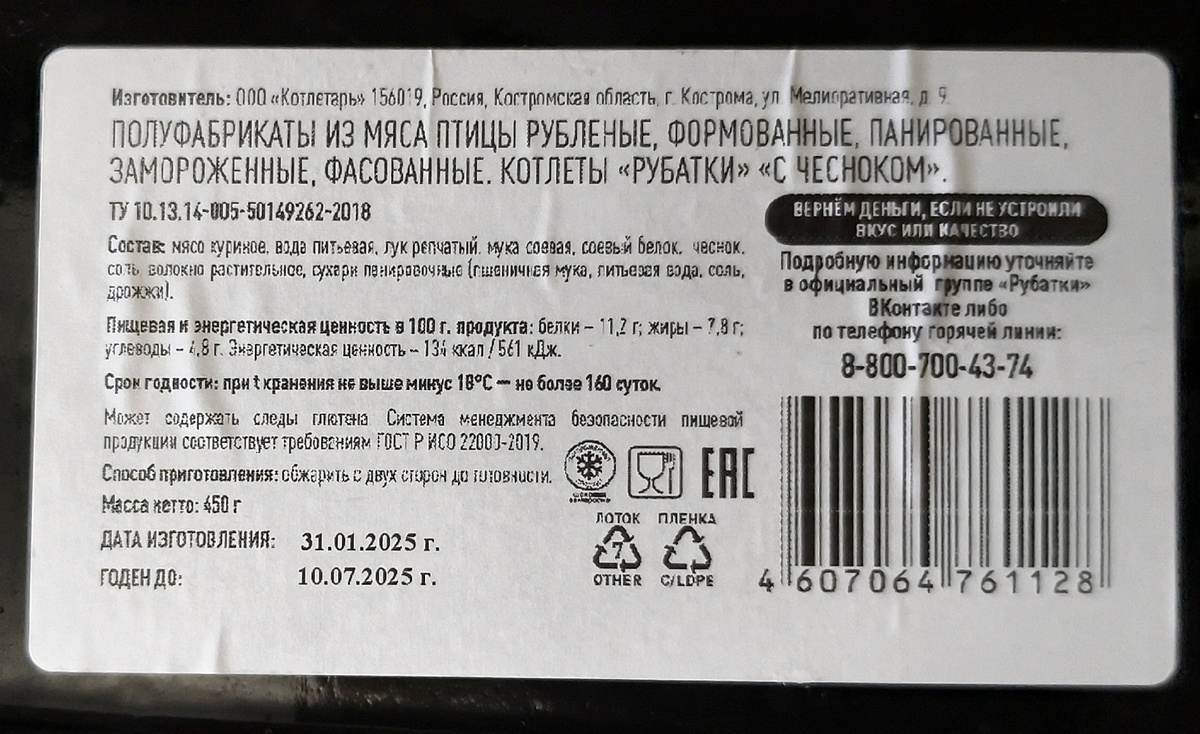 Изготовитель: ООО «Котлетарь» 156019, Россия, Костромская область, г. Кострома, ул. Мелиоративная, д. 9.
ПОЛУФАБРИКАТЫ ИЗ МЯСА ПТИЦЫ РУБЛЕНЫЕ, ФОРМОВАННЫЕ, ПАНИРОВАННЫЕ,
ЗАМОРОЖЕННЫЕ, ФАСОВАННЫЕ. КОТЛЕТЫ «РУБАТКИ» «С ЧЕСНОКОМ».
ТУ 10.13.14-005-50149262-2018
Состав: мясо куриное, вода питьевая, лук репчатый, мука соевая, соевый белок, чеснок,
соль, волокно растительное, сухари панировочные (пшеничная мука, питьевая вода, соль,
дрожжи).
Пищевая и энергетическая ценность в 100 г. продукта: белки – 11,2 г; жиры – 7,8 г;
углеводы – 4,8 г. Энергетическая ценность – 134 ккал / 561 кДж.
Срок годности: при t хранения не выше минус 18°С — не более 160 суток.
Может содержать следы глютена Система менеджмента безопасности пищевой
продукции соответствует требованиям ГОСТ Р ИСО 22000-2019.
Способ приготовления: обжарить с двух сторон до готовности.
Масса нетто: 450 г
ДАТА ИЗГОТОВЛЕНИЯ: 31.01.2025 г.
ГОДЕН ДО: 10.07.2025 г.
ВЕРНЁМ ДЕНЬГИ, ЕСЛИ НЕ УСТРОИЛИ
ВКУС ИЛИ КАЧЕСТВО
Подробную информацию уточняйте
в официальный группе «Рубатки»
ВКонтакте либо
по телефону горячей линии:
8-800-700-43-74
EAC
ЛОТОК ПЛЕНКА
7
OTHER C/LDPE
4 607064 761128